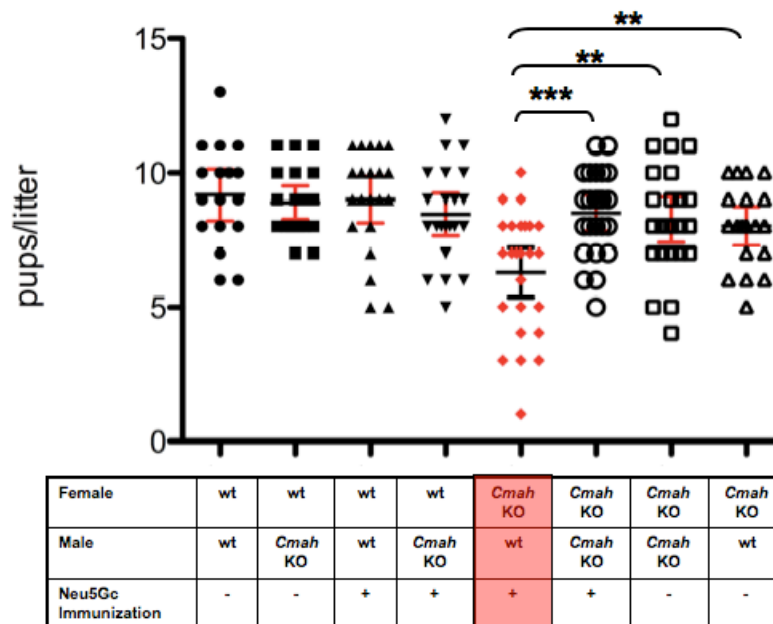 **
**
***
15
10
5
0
pups/litter
Female wt wt wt wt Cmah KO Cmah KO Cmah KO Cmah KO
Male wt Cmah KO wt Cmah KO wt Cmah KO Cmah KO wt
Neu5Gc Immunization - - + + + + - -